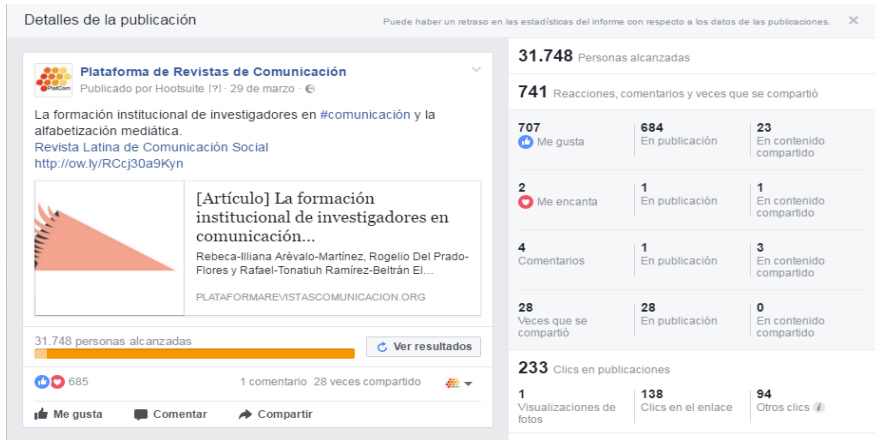 Detalles de la publicación
Puede haber un retraso en las estadísticas del informe con respecto a los datos de las publicaciones.
PlatCom
Plataforma de Revistas de Comunicación
Publicado por Hootsuite [?] · 29 de marzo ·
La formación institucional de investigadores en #comunicación y la
alfabetización mediática.
Revista Latina de Comunicación Social
http://ow.ly/RCcj30a9Kyn
[Artículo] La formación
institucional de investigadores en
comunicación...
Rebeca-Illiana Arévalo-Martínez, Rogelio Del Prado-
Flores y Rafael-Tonatiuh Ramírez-Beltrán El...
PLATAFORMAREVISTASCOMUNICACION.ORG
31.748 personas alcanzadas
Ver resultados
685
1 comentario 28 veces compartido
Me gusta Comentar Compartir
31.748 Personas alcanzadas
741 Reacciones, comentarios y veces que se compartió
707 684 23
Me gusta En publicación En contenido
compartido
2 1 1
Me encanta En publicación En contenido
compartido
4 1 3
Comentarios En publicación En contenido
compartido
28 28 0
Veces que se En publicación En contenido
compartió compartido
233 Clics en publicaciones
1 138 94
Visualizaciones de Clics en el enlace Otros clics i
fotos